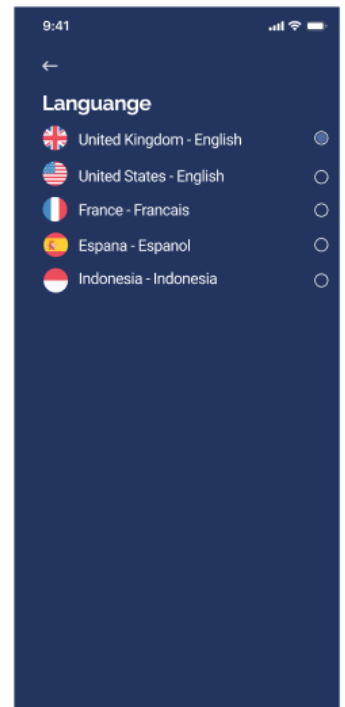 9:41
Languange
United Kingdom - English
United States - English
France - Francais
Espana - Espanol
Indonesia - Indonesia